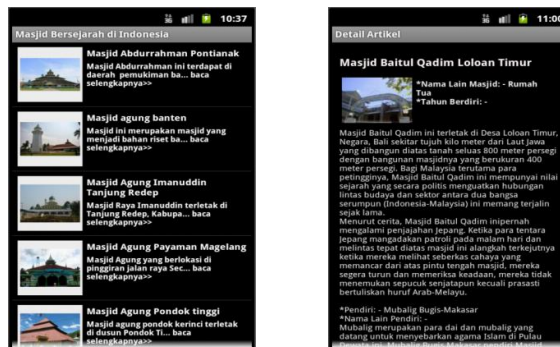 10:37
Masjid Bersejarah di Indonesia
Masjid Abdurrahman Pontianak
Masjid Abdurrahman ini terdapat di
daerah pemukiman ba... baca
selengkapnya>>
Masjid agung banten
Masjid ini merupakan masjid yang
menjadi bahan riset ba... baca
selengkapnya>>
Masjid Agung Imanuddin
Tanjung Redep
Masjid Raya Imanuddin terletak di
Tanjung Redep, Kabupa... baca
selengkapnya>>
Masjid Agung Payaman Magelang
Masjid Agung yang berlokasi di
pinggiran jalan raya Sec... baca
selengkapnya>>
Masjid Agung Pondok tinggi
Masjid agung pondok kerinci terletak
di dusun Pondok Ti... baca
selengkapnya>>
11:00
Detail Artikel
Masjid Baitul Qadim Loloan Timur
*Nama Lain Masjid: - Rumah
Tua
*Tahun Berdiri: -
Masjid Baitul Qadim ini terletak di Desa Loloan Timur,
Negara, Bali sekitar tujuh kilo meter dari Laut Jawa
yang dibangun diatas tanah seluas 800 meter persegi
dengan bangunan masjidnya yang berukuran 400
meter persegi. Bagi Malaysia terutama para
petingginya, Masjid Baitul Qadim ini mempunyai nilai
sejarah yang secara politis menguatkan hubungan
lintas budaya dan sektor antara dua bangsa
serumpun (Indonesia-Malaysia) ini memang terjalin
sejak lama.
Menurut cerita, Masjid Baitul Qadim inipernah
mengalami penjajahan Jepang. Ketika para tentara
Jepang mangadakan patroli pada malam hari dan
melintas tepat diatas masjid ini alangkah terkejutnya
ketika mereka melihat seberkas cahaya yang
memancar dari atas pintu tengah masjid, mereka
segera turun dan memeriksa keadaan, mereka tidak
menemukan sepucuk senjatapun kecuali prasasti
bertuliskan huruf Arab-Melayu.
*Pendiri: - Mubalig Bugis-Makasar
*Nama Lain Pendiri: -
Mubalig merupakan para dai dan mubalig yang
datang untuk menyebarkan agama Islam di Pulau